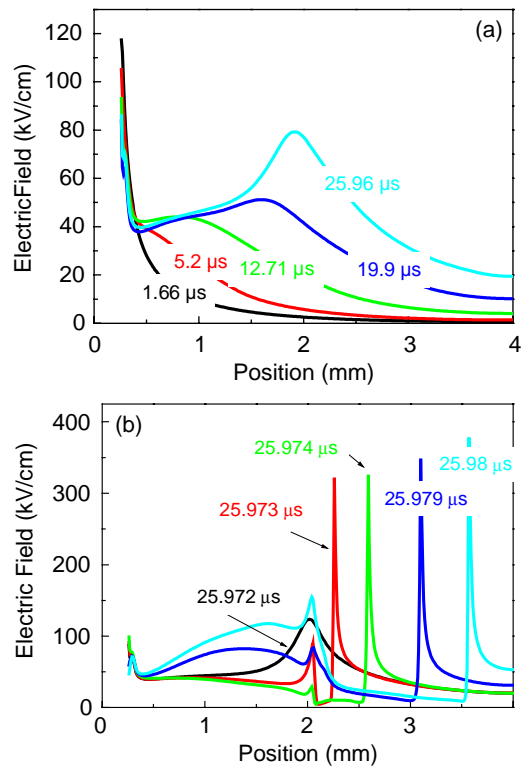 (a)
120
100
80
60
40
20
0
ElectricField (kV/cm)
25.96 μs
5.2 μs
12.71 μs
19.9 μs
1.66 μs
0 1 2 3 4
Position (mm)
(b)
400
300
200
100
0
Electric Field (kV/cm)
25.974 μs
25.98 μs
25.979 μs
25.973 μs
25.972 μs
0 1 2 3 4
Position (mm)